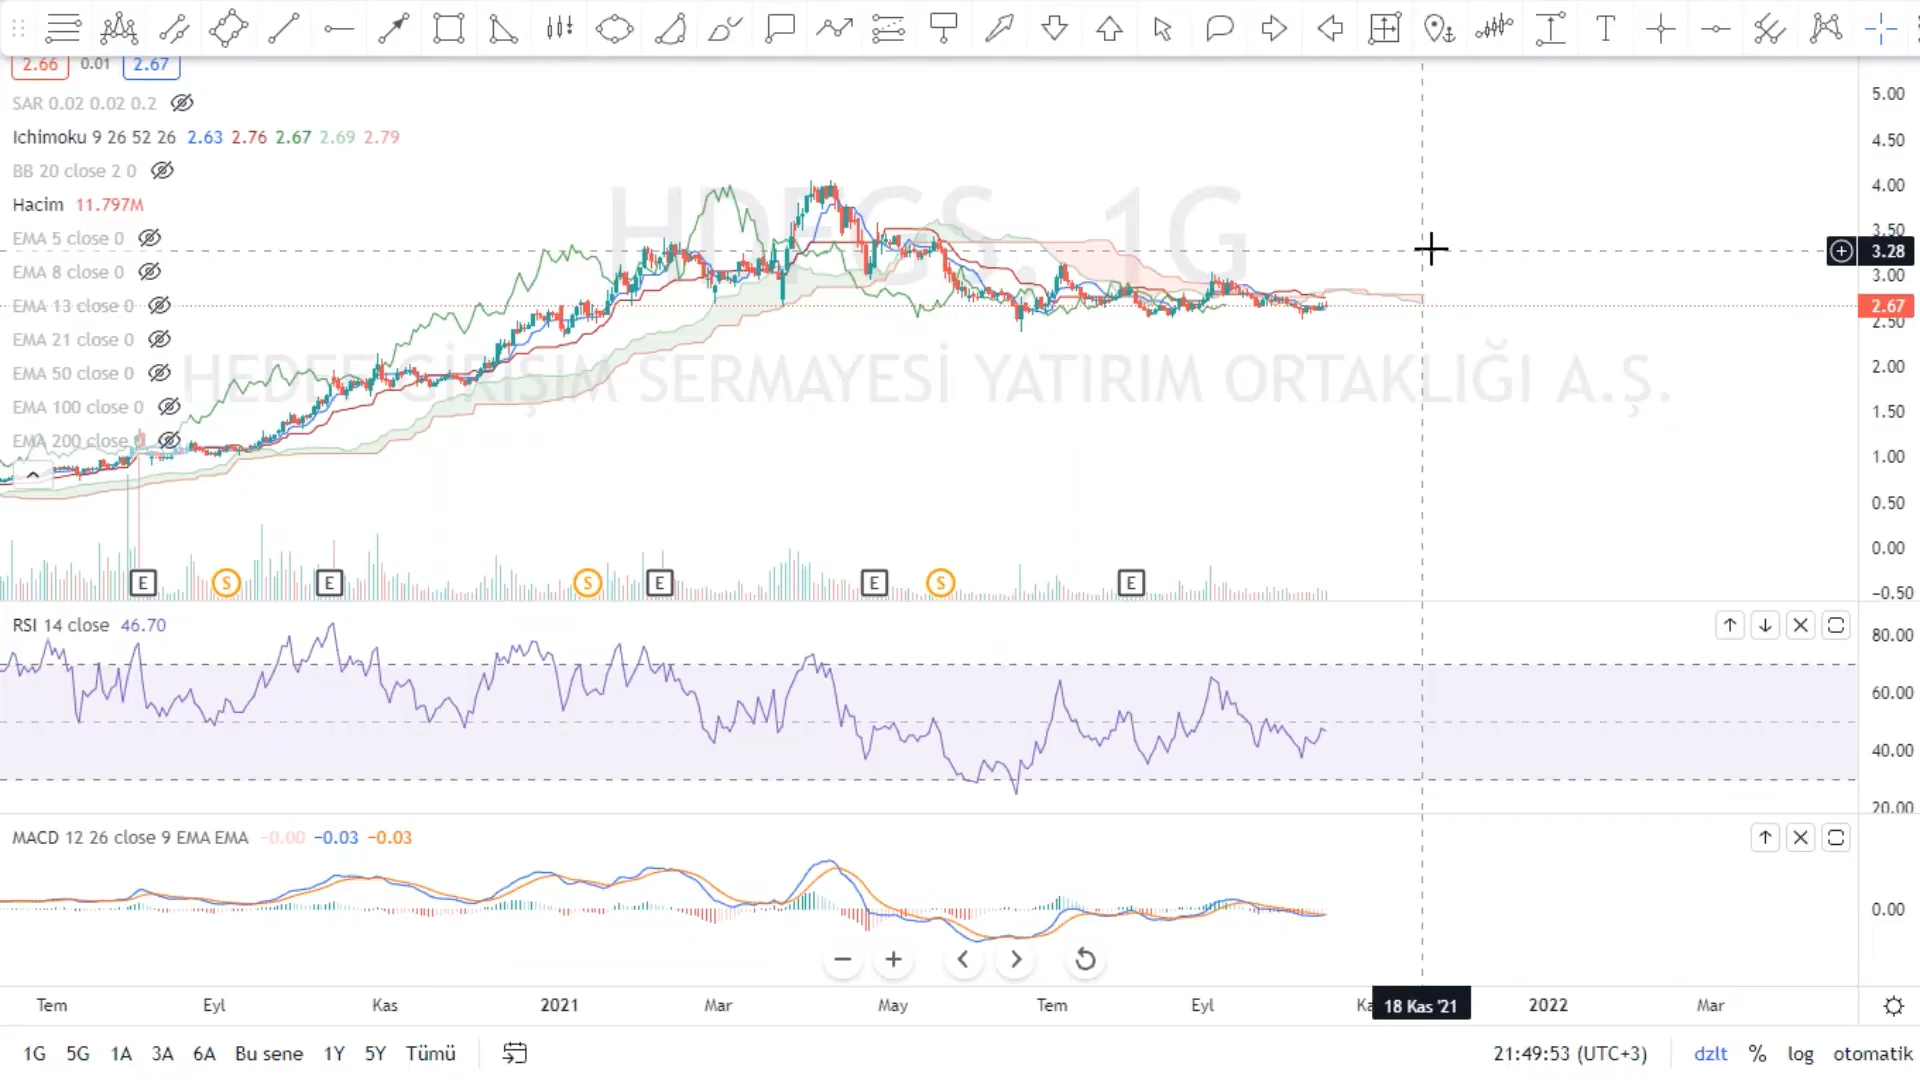 2.66 0.01 2.67
SAR 0.02 0.02 0.2
Ichimoku 9 26 52 26 2.63 2.76 2.67 2.69 2.79
BB 20 close 2 0
Hacim 11.797M
EMA 5 close 0
EMA 8 close 0
EMA 13 close 0
EMA 21 close 0
EMA 50 close 0
EMA 100 close 0
EMA 200 close 0
HDFGS, 1G
HEDEF GİRİŞİM SERMAYESİ YATIRIM ORTAKLIĞI A.Ş.
5.00
4.50
4.00
3.50
3.28
3.00
2.67
2.50
2.00
1.50
1.00
0.50
0.00
−0.50
E S E S E E S E
RSI 14 close 46.70
80.00
60.00
40.00
20.00
MACD 12 26 close 9 EMA EMA −0.00 −0.03 −0.03
0.00
Tem Eyl Kas 2021 Mar May Tem Eyl Ka 18 Kas '21 2022 Mar
1G 5G 1A 3A 6A Bu sene 1Y 5Y Tümü 21:49:53 (UTC+3) dzlt % log otomatik